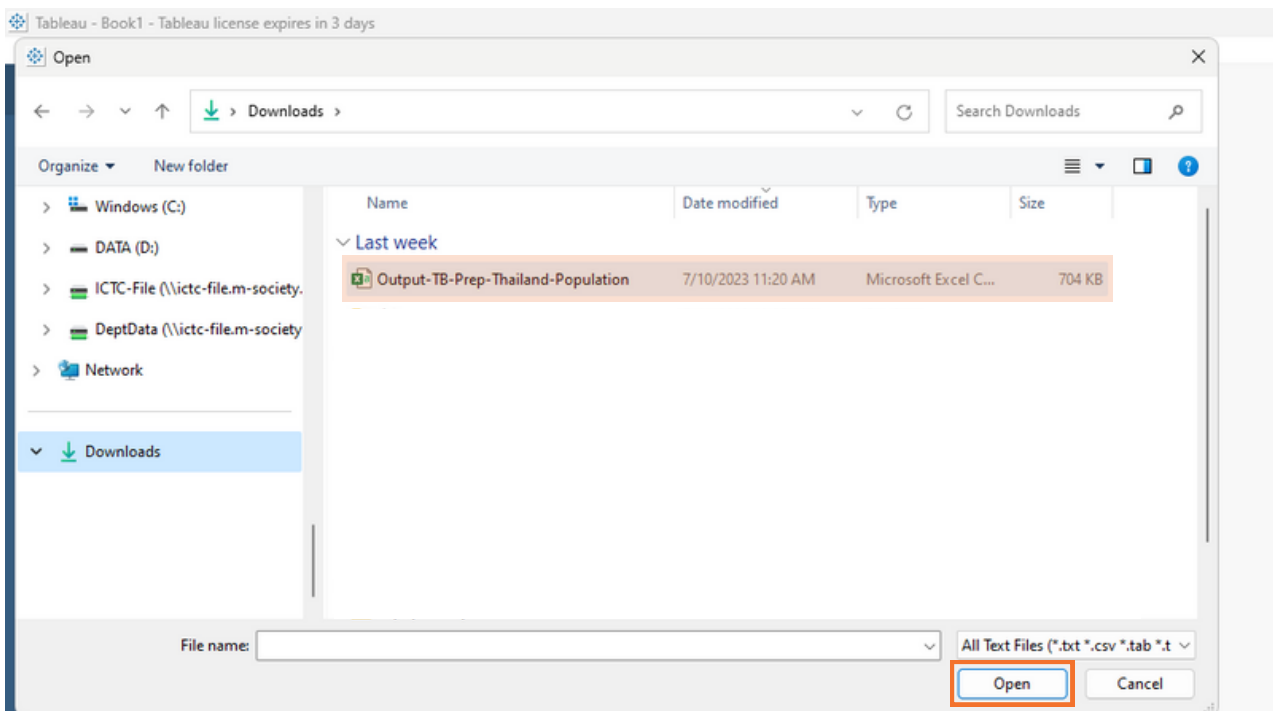 Tableau - Book1 - Tableau license expires in 3 days
Open
Downloads
Search Downloads
Organize New folder
Name Date modified Type Size
Windows (C:)
DATA (D:)
ICTC-File (\\ictc-file.m-society.
DeptData (\\ictc-file.m-society
Network
Downloads
Last week
Output-TB-Prep-Thailand-Population 7/10/2023 11:20 AM Microsoft Excel C... 704 KB
File name: All Text Files (*.txt *.csv *.tab *.t
Open Cancel